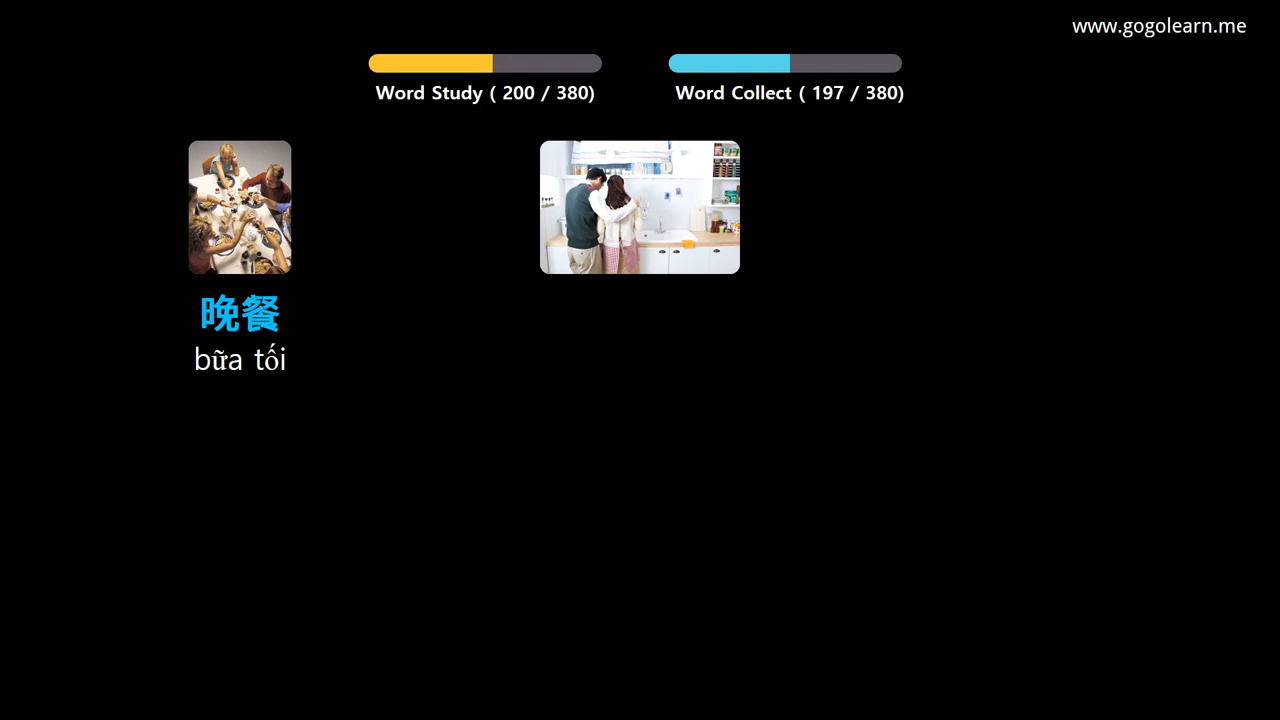 www.gogolearn.me
Word Study ( 200 / 380)
Word Collect ( 197 / 380)
晚餐
bữa tối